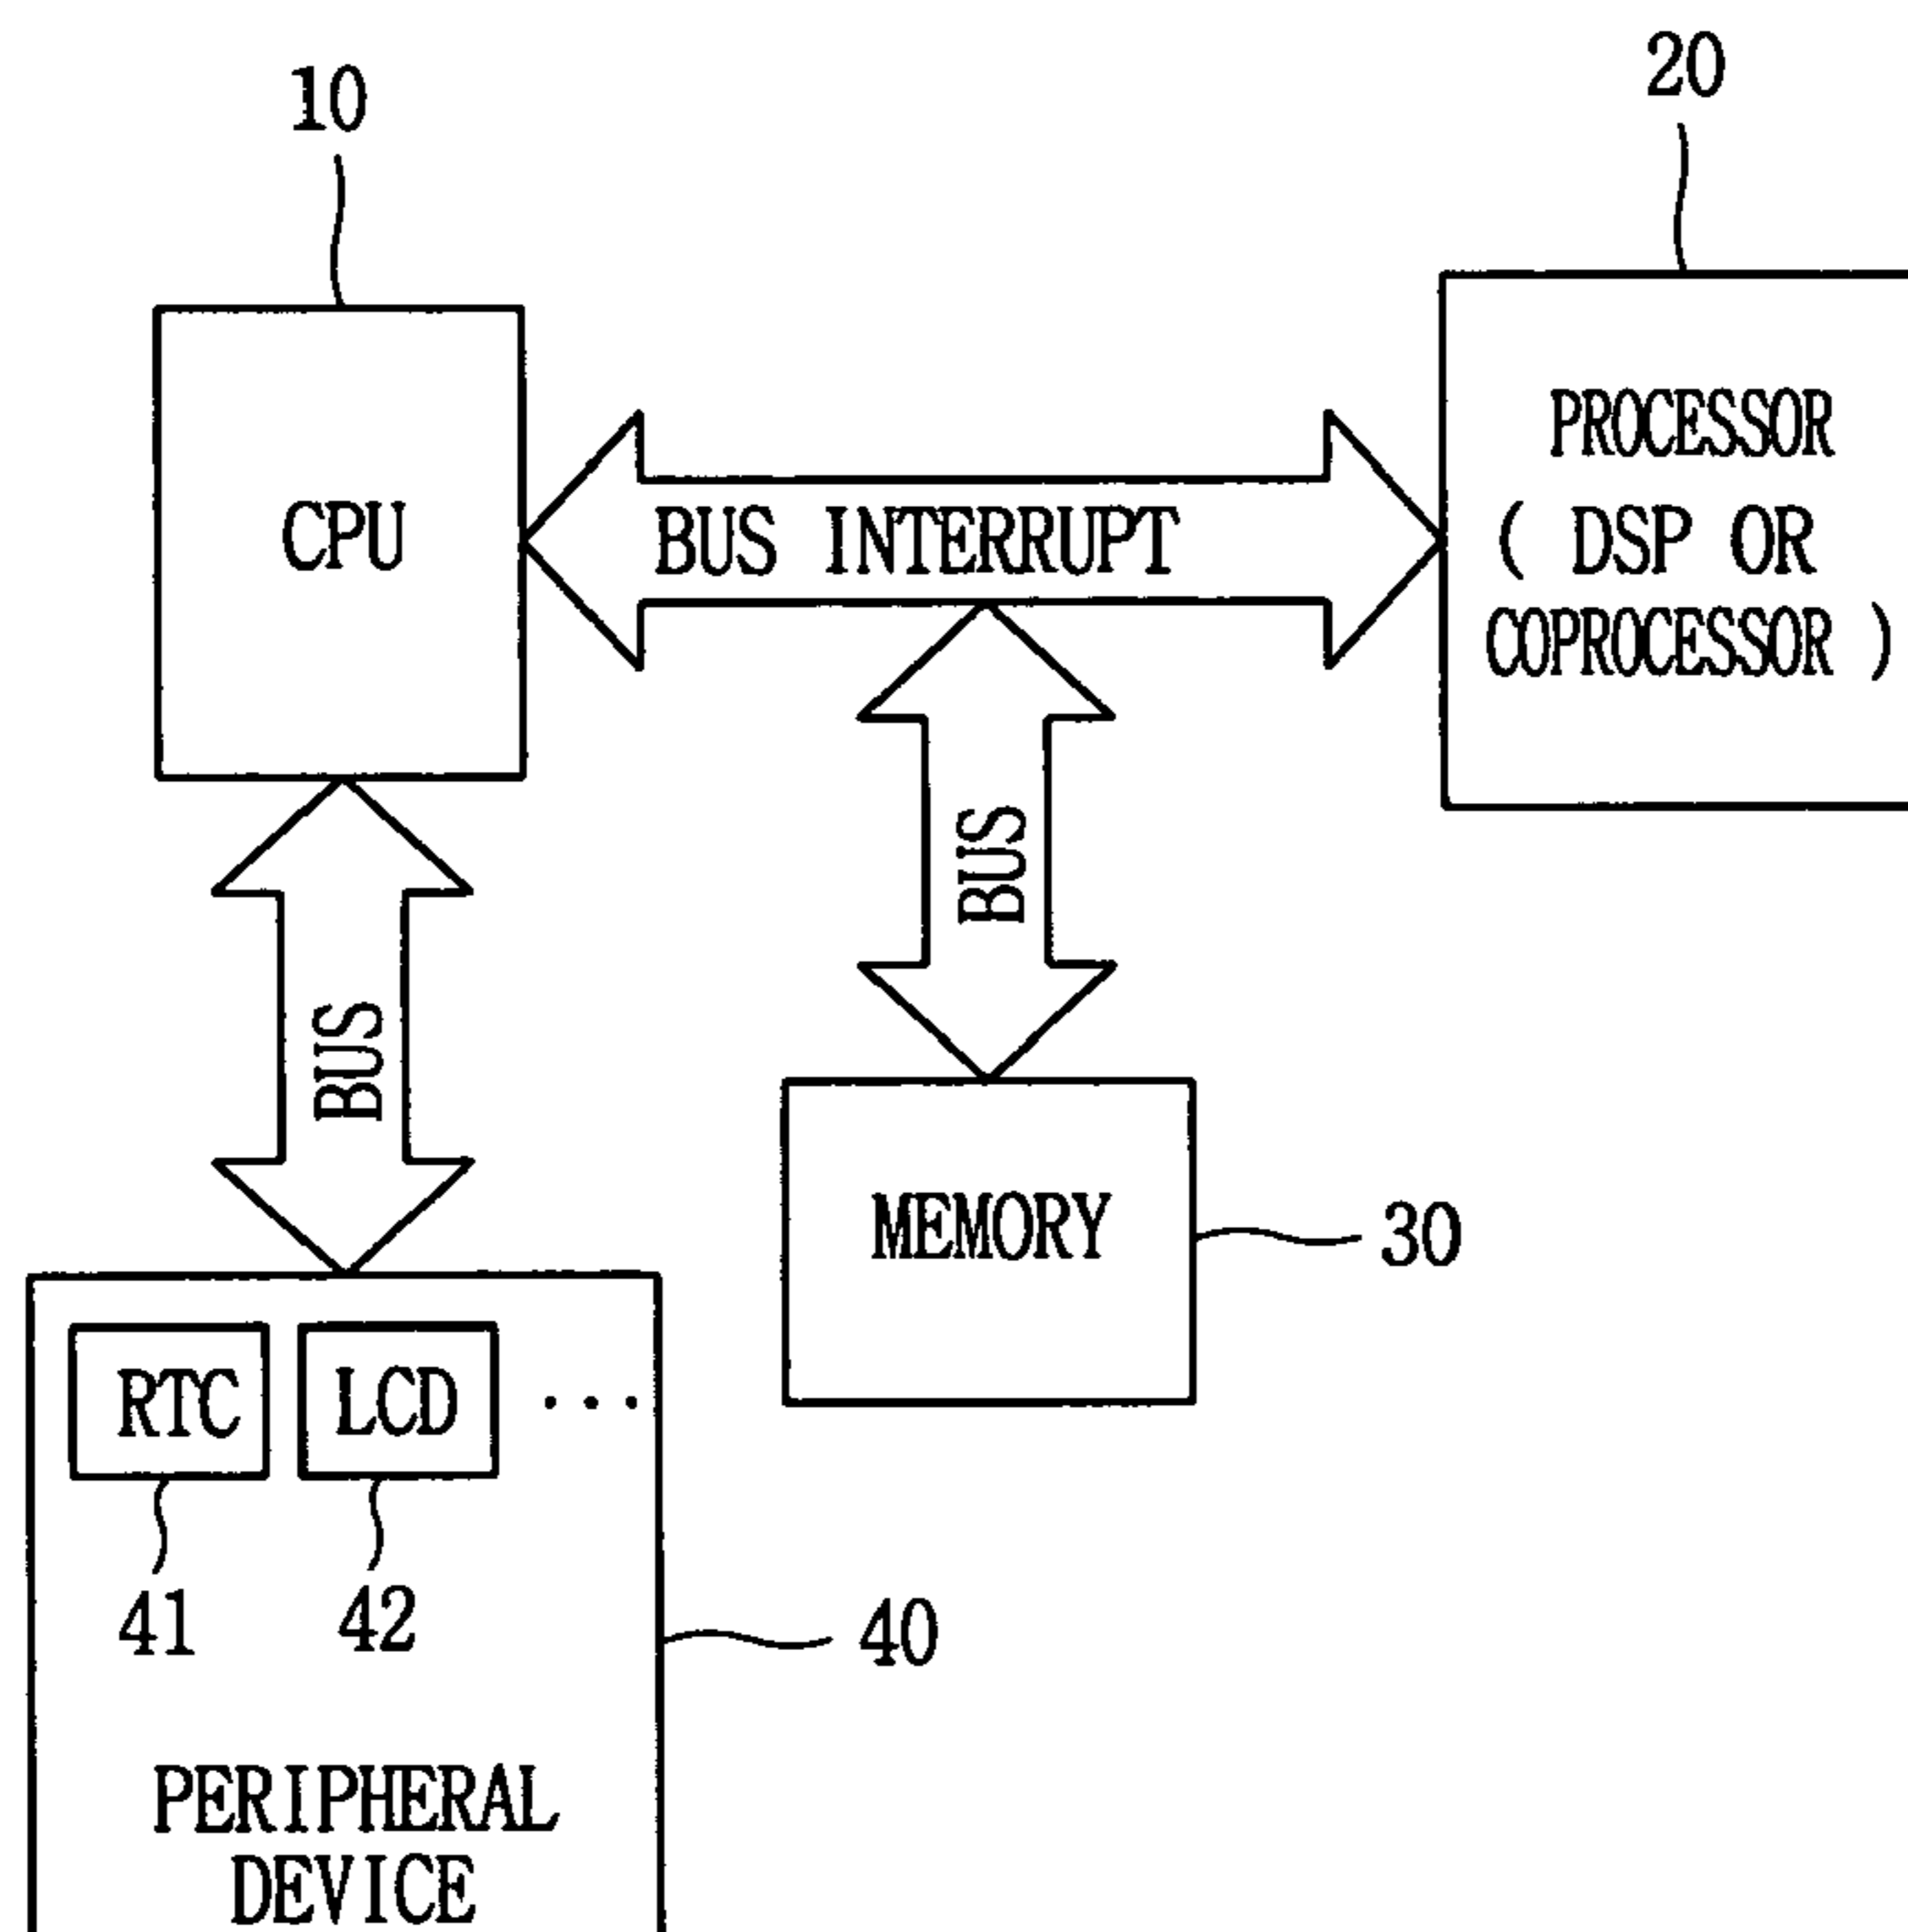 10
20
CPU
BUS INTERRUPT
PROCESSOR
( DSP OR
COPROCESSOR )
BUS
BUS
MEMORY
30
RTC
LCD
...
41
42
40
PERIPHERAL
DEVICE